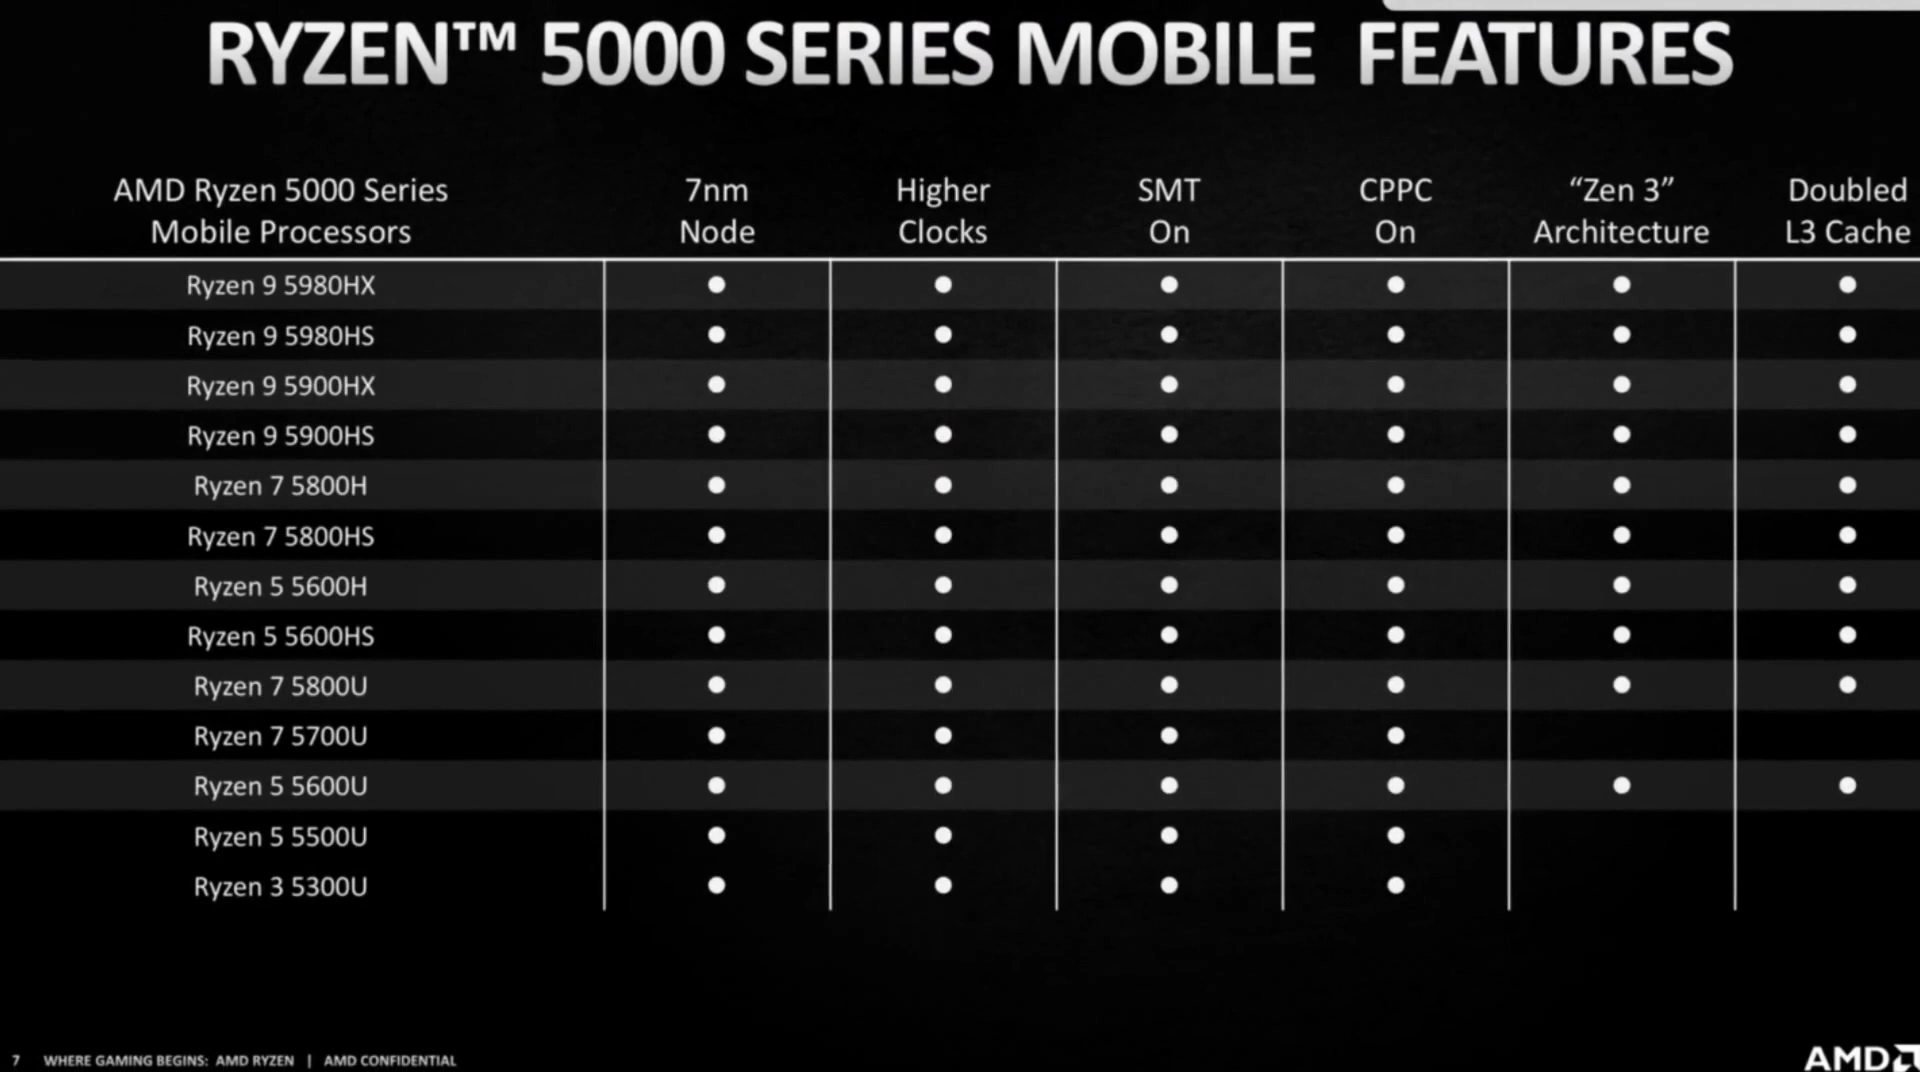 RYZEN™ 5000 SERIES MOBILE FEATURES
AMD Ryzen 5000 Series Mobile Processors
7nm Node
Higher Clocks
SMT On
CPPC On
“Zen 3” Architecture
Doubled L3 Cache
Ryzen 9 5980HX ● ● ● ● ● ●
Ryzen 9 5980HS ● ● ● ● ● ●
Ryzen 9 5900HX ● ● ● ● ● ●
Ryzen 9 5900HS ● ● ● ● ● ●
Ryzen 7 5800H ● ● ● ● ● ●
Ryzen 7 5800HS ● ● ● ● ● ●
Ryzen 5 5600H ● ● ● ● ● ●
Ryzen 5 5600HS ● ● ● ● ● ●
Ryzen 7 5800U ● ● ● ● ● ●
Ryzen 7 5700U ● ● ● ●
Ryzen 5 5600U ● ● ● ● ● ●
Ryzen 5 5500U ● ● ● ●
Ryzen 3 5300U ● ● ● ●
7 WHERE GAMING BEGINS: AMD RYZEN | AMD CONFIDENTIAL
AMD